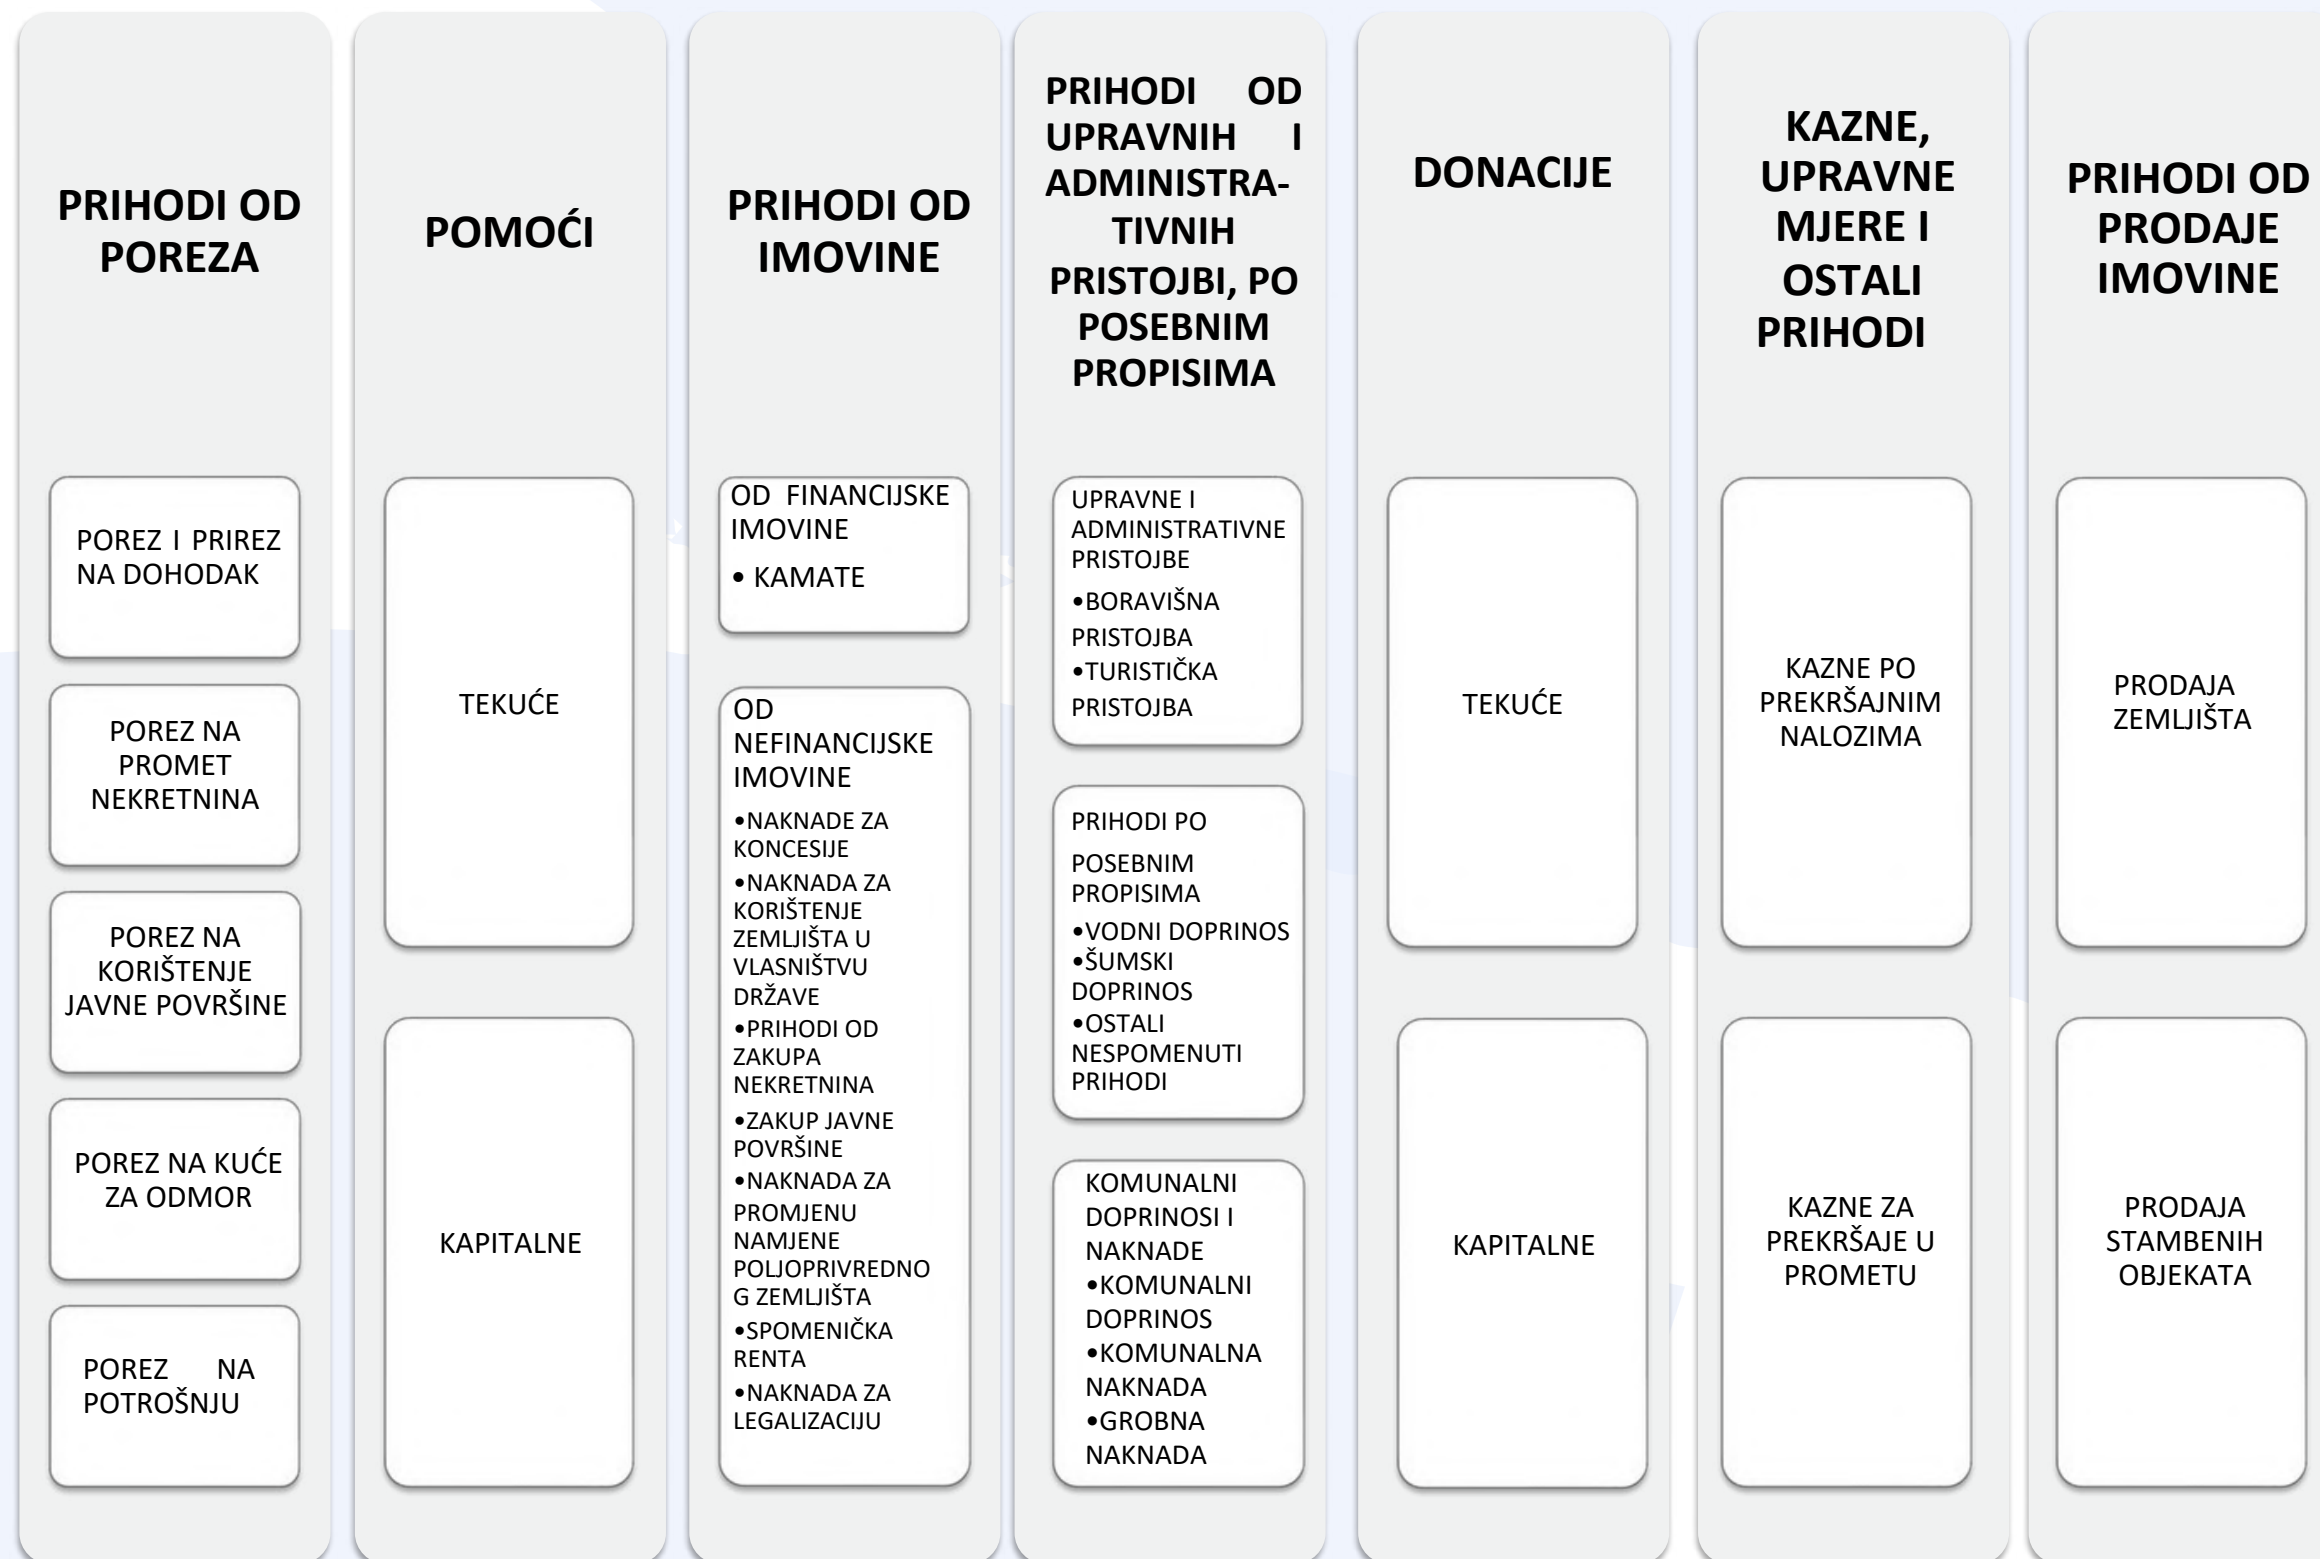 PRIHODI OD
POREZA
POREZ I PRIREZ
NA DOHODAK
POREZ NA
PROMET
NEKRETNINA
POREZ NA
KORIŠTENJE
JAVNE POVRŠINE
POREZ NA KUĆE
ZA ODMOR
POREZ NA
POTROŠNJU
POMOĆI
TEKUĆE
KAPITALNE
PRIHODI OD
IMOVINE
OD FINANCIJSKE
IMOVINE
• KAMATE
OD
NEFINANCIJSKE
IMOVINE
•NAKNADE ZA
KONCESIJE
•NAKNADA ZA
KORIŠTENJE
ZEMLJIŠTA U
VLASNIŠTVU
DRŽAVE
•PRIHODI OD
ZAKUPA
NEKRETNINA
•ZAKUP JAVNE
POVRŠINE
•NAKNADA ZA
PROMJENU
NAMJENE
POLJOPRIVREDNO
G ZEMLJIŠTA
•SPOMENIČKA
RENTA
•NAKNADA ZA
LEGALIZACIJU
PRIHODI OD
UPRAVNIH I
ADMINISTRA-
TIVNIH
PRISTOJBI, PO
POSEBNIM
PROPISIMA
UPRAVNE I
ADMINISTRATIVNE
PRISTOJBE
•BORAVIŠNA
PRISTOJBA
•TURISTIČKA
PRISTOJBA
PRIHODI PO
POSEBNIM
PROPISIMA
•VODNI DOPRINOS
•ŠUMSKI
DOPRINOS
•OSTALI
NESPOMENUTI
PRIHODI
KOMUNALNI
DOPRINOSI I
NAKNADE
•KOMUNALNI
DOPRINOS
•KOMUNALNA
NAKNADA
•GROBNA
NAKNADA
DONACIJE
TEKUĆE
KAPITALNE
KAZNE,
UPRAVNE
MJERE I
OSTALI
PRIHODI
KAZNE PO
PREKRŠAJNIM
NALOZIMA
KAZNE ZA
PREKRŠAJE U
PROMETU
PRIHODI OD
PRODAJE
IMOVINE
PRODAJA
ZEMLJIŠTA
PRODAJA
STAMBENIH
OBJEKATA